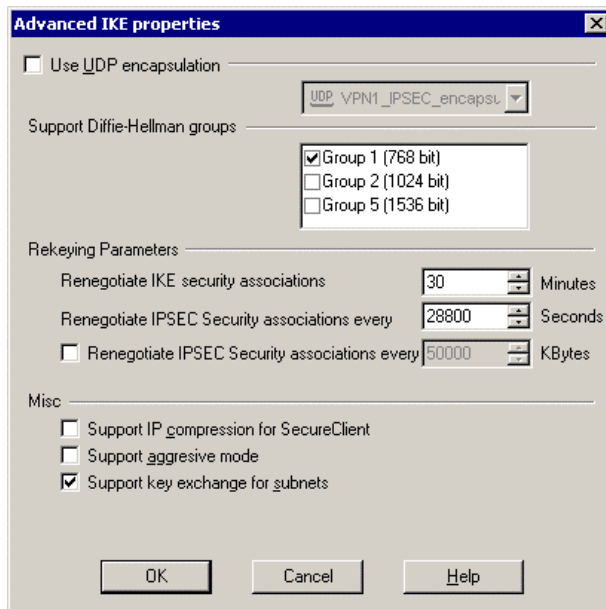 Advanced IKE properties
Use UDP encapsulation
UDP VPN1_IPSEC_encapsu
Support Diffie-Hellman groups
Group 1 (768 bit)
Group 2 (1024 bit)
Group 5 (1536 bit)
Rekeying Parameters
Renegotiate IKE security associations 30 Minutes
Renegotiate IPSEC Security associations every 28800 Seconds
Renegotiate IPSEC Security associations every 50000 KBytes
Misc
Support IP compression for SecureClient
Support aggresive mode
Support key exchange for subnets
OK Cancel Help